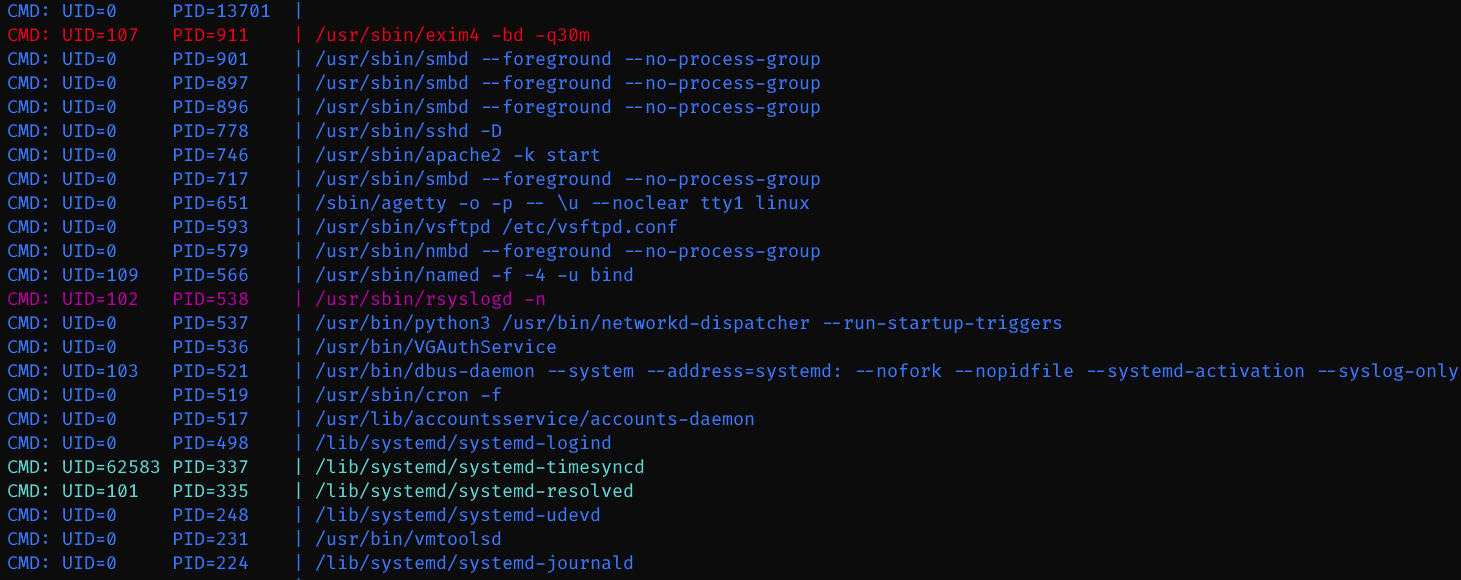 CMD: UID=0 PID=13701 |
CMD: UID=107 PID=911 | /usr/sbin/exim4 -bd -q30m
CMD: UID=0 PID=901 | /usr/sbin/smbd --foreground --no-process-group
CMD: UID=0 PID=897 | /usr/sbin/smbd --foreground --no-process-group
CMD: UID=0 PID=896 | /usr/sbin/smbd --foreground --no-process-group
CMD: UID=0 PID=778 | /usr/sbin/sshd -D
CMD: UID=0 PID=746 | /usr/sbin/apache2 -k start
CMD: UID=0 PID=717 | /usr/sbin/smbd --foreground --no-process-group
CMD: UID=0 PID=651 | /sbin/agetty -o -p -- \u --noclear tty1 linux
CMD: UID=0 PID=593 | /usr/sbin/vsftpd /etc/vsftpd.conf
CMD: UID=0 PID=579 | /usr/sbin/nmbd --foreground --no-process-group
CMD: UID=109 PID=566 | /usr/sbin/named -f -4 -u bind
CMD: UID=102 PID=538 | /usr/sbin/rsyslogd -n
CMD: UID=0 PID=537 | /usr/bin/python3 /usr/bin/networkd-dispatcher --run-startup-triggers
CMD: UID=0 PID=536 | /usr/bin/VGAuthService
CMD: UID=103 PID=521 | /usr/bin/dbus-daemon --system --address=systemd: --nofork --nopidfile --systemd-activation --syslog-only
CMD: UID=0 PID=519 | /usr/sbin/cron -f
CMD: UID=0 PID=517 | /usr/lib/accountsservice/accounts-daemon
CMD: UID=0 PID=498 | /lib/systemd/systemd-logind
CMD: UID=62583 PID=337 | /lib/systemd/systemd-timesyncd
CMD: UID=101 PID=335 | /lib/systemd/systemd-resolved
CMD: UID=0 PID=248 | /lib/systemd/systemd-udevd
CMD: UID=0 PID=231 | /usr/bin/vmtoolsd
CMD: UID=0 PID=224 | /lib/systemd/systemd-journald